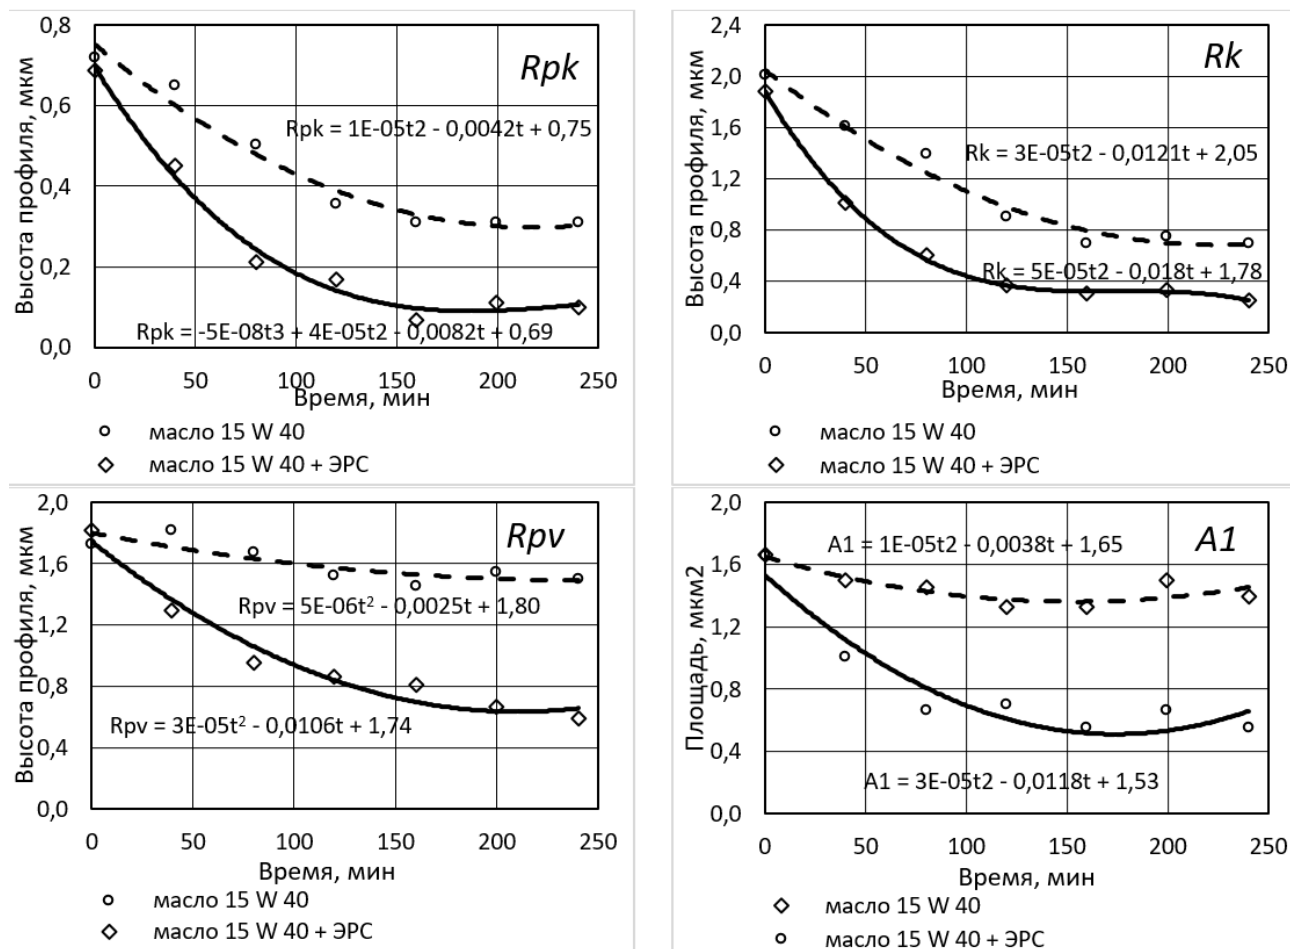 Rpk
Высота профиля, мкм
0,8
0,6
0,4
0,2
0,0
Rpk = 1E-05t2 - 0,0042t + 0,75
Rpk = -5E-08t3 + 4E-05t2 - 0,0082t + 0,69
0 50 100 150 200 250
Время, мин
масло 15 W 40
масло 15 W 40 + ЭРС
Rk
Высота профиля, мкм
2,4
2,0
1,6
1,2
0,8
0,4
0,0
Rk = 3E-05t2 - 0,0121t + 2,05
Rk = 5E-05t2 - 0,018t + 1,78
0 50 100 150 200 250
Время, мин
масло 15 W 40
масло 15 W 40 + ЭРС
Rpv
Высота профиля, мкм
2,0
1,6
1,2
0,8
0,4
0,0
Rpv = 5E-06t² - 0,0025t + 1,80
Rpv = 3E-05t² - 0,0106t + 1,74
0 50 100 150 200 250
Время, мин
масло 15 W 40
масло 15 W 40 + ЭРС
A1
Площадь, мкм2
2,0
1,6
1,2
0,8
0,4
0,0
A1 = 1E-05t2 - 0,0038t + 1,65
A1 = 3E-05t2 - 0,0118t + 1,53
0 50 100 150 200 250
Время, мин
масло 15 W 40
масло 15 W 40 + ЭРС